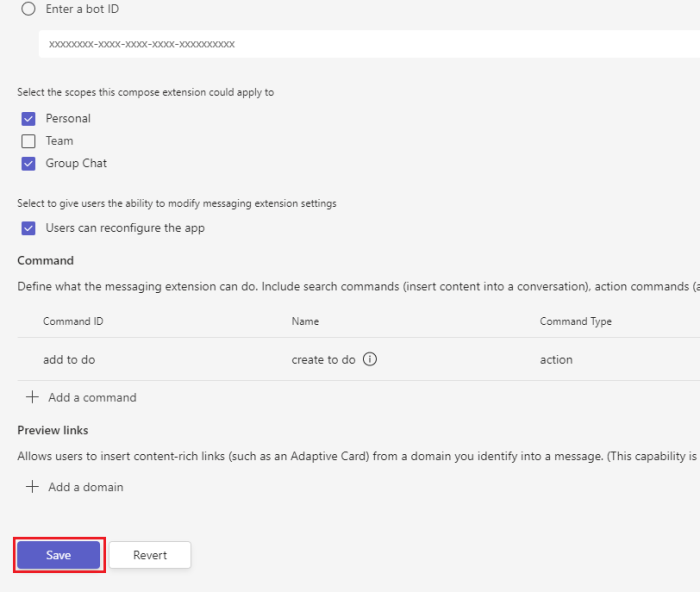 Enter a bot ID
xxxxxxxx-xxxx-xxxx-xxxx-xxxxxxxxxx
Select the scopes this compose extension could apply to
Personal
Team
Group Chat
Select to give users the ability to modify messaging extension settings
Users can reconfigure the app
Command
Define what the messaging extension can do. Include search commands (insert content into a conversation), action commands (a
Command ID Name Command Type
add to do create to do action
Add a command
Preview links
Allows users to insert content-rich links (such as an Adaptive Card) from a domain you identify into a message. (This capability is
Add a domain
Save Revert